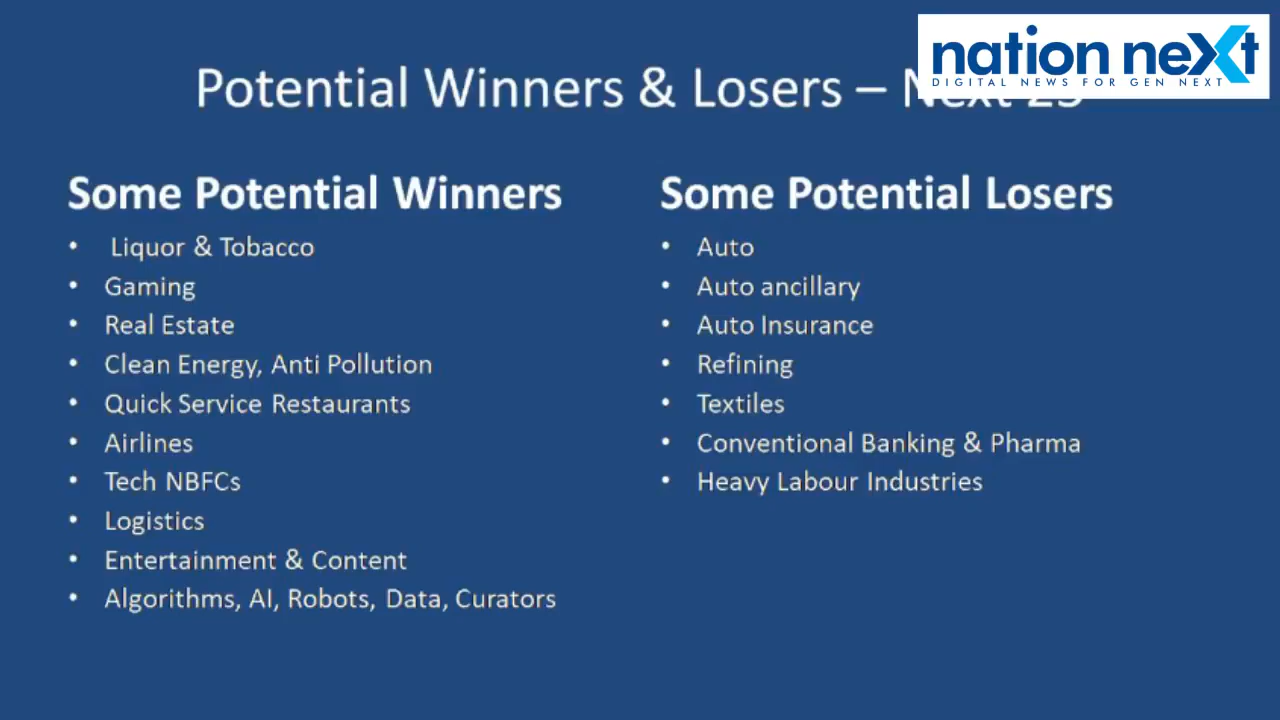 nation next
DIGITAL NEWS FOR GEN NEXT
Potential Winners & Losers – Next 25
Some Potential Winners
• Liquor & Tobacco
• Gaming
• Real Estate
• Clean Energy, Anti Pollution
• Quick Service Restaurants
• Airlines
• Tech NBFCs
• Logistics
• Entertainment & Content
• Algorithms, AI, Robots, Data, Curators
Some Potential Losers
• Auto
• Auto ancillary
• Auto Insurance
• Refining
• Textiles
• Conventional Banking & Pharma
• Heavy Labour Industries